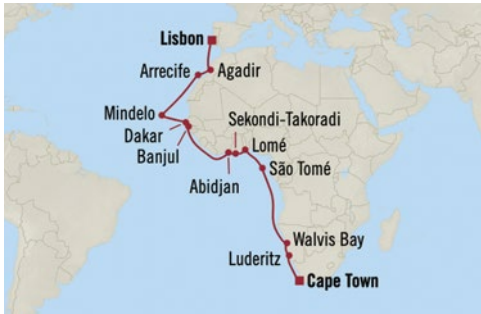 Lisbon
Arrecife
Agadir
Mindelo
Sekondi-Takoradi
Dakar
Lomé
Banjul
São Tomé
Abidjan
Walvis Bay
Luderitz
Cape Town